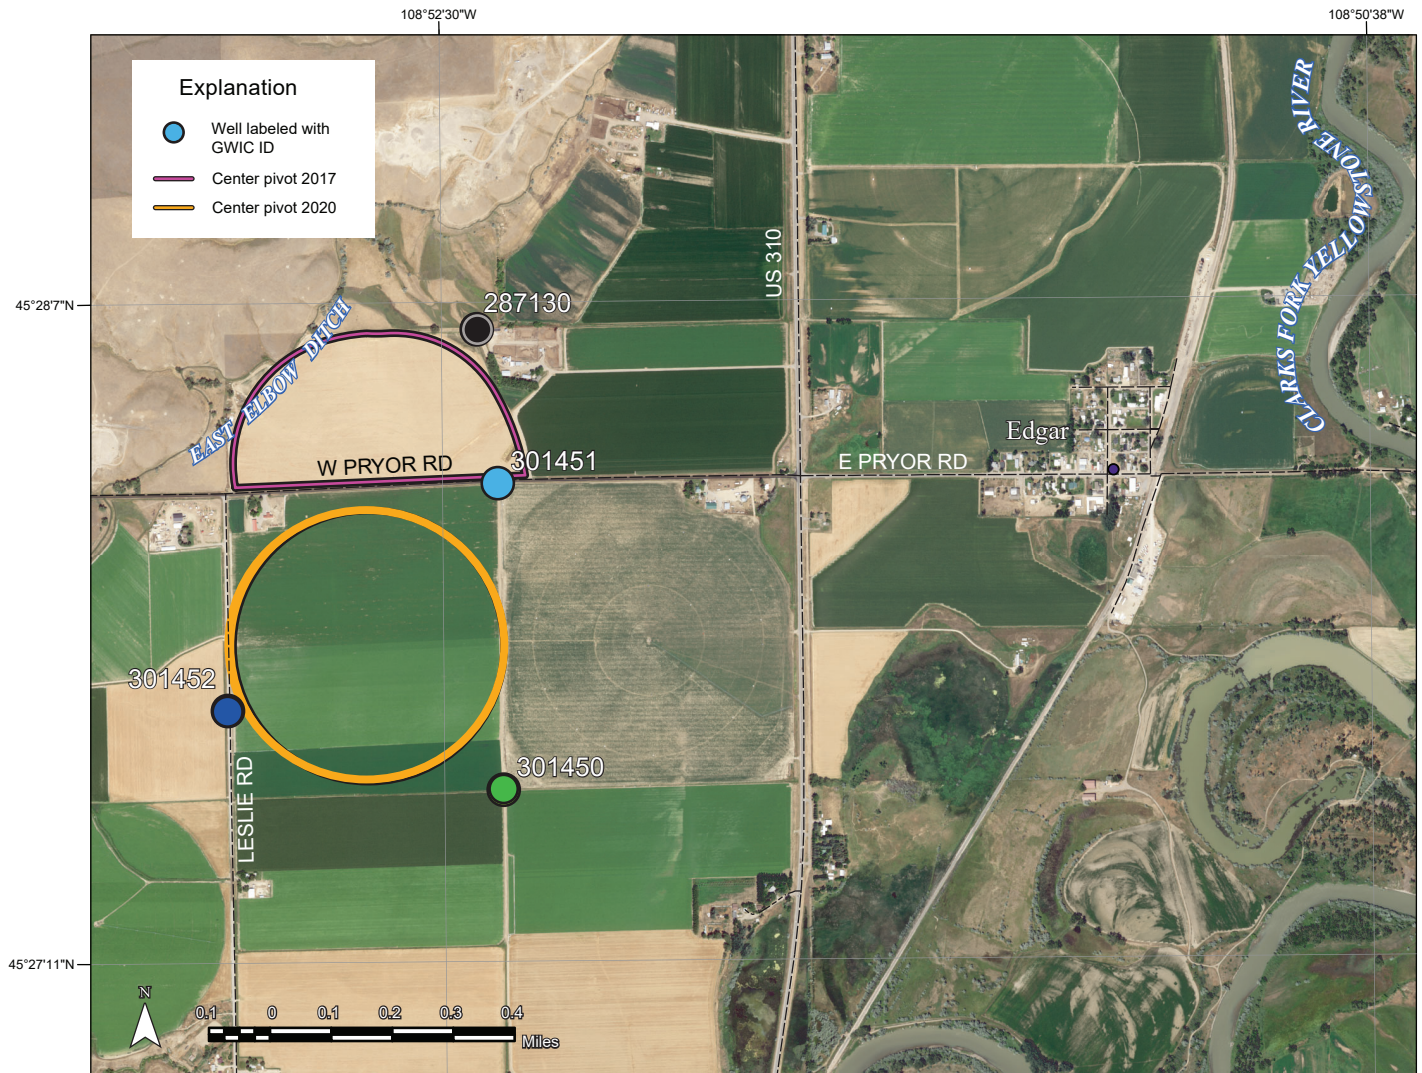 108°52'30"W
108°50'38"W
Explanation
Well labeled with
GWIC ID
Center pivot 2017
Center pivot 2020
CLARKS FORK YELLOWSTONE RIVER
US 310
45°28'7"N
287130
EAST ELBOW DITCH
Edgar
W PRYOR RD
301451
E PRYOR RD
301452
301450
LESLIE RD
45°27'11"N
N
0.1 0 0.1 0.2 0.3 0.4
Miles